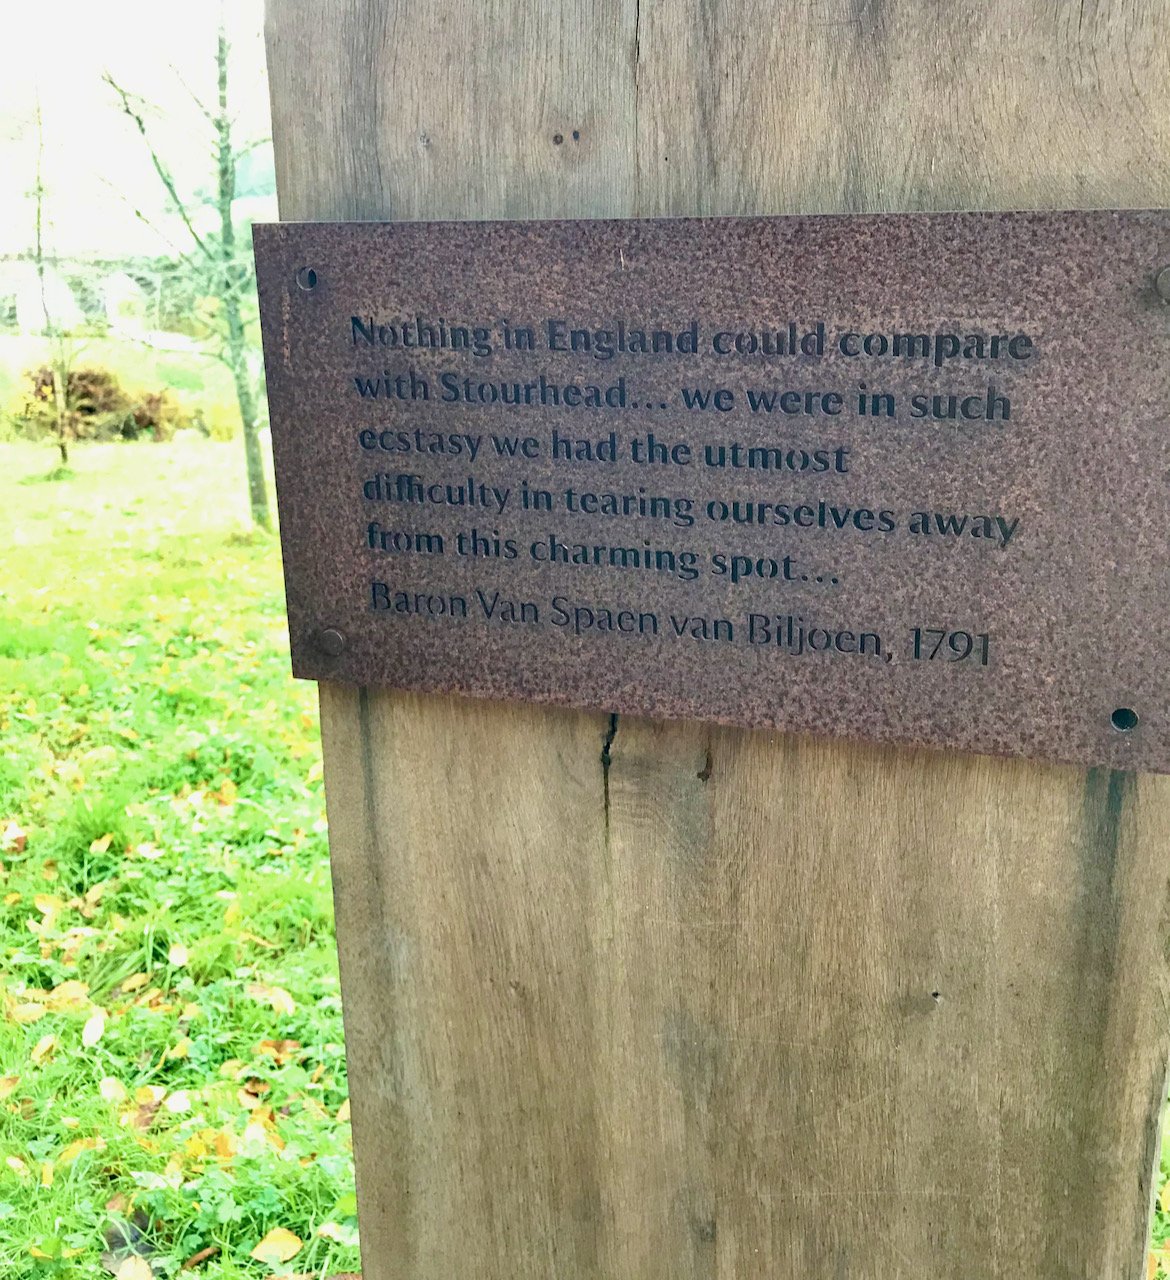 Nothing in England could compare
with Stourhead... we were in such
ecstasy we had the utmost
difficulty in tearing ourselves away
from this charming spot...
Baron Van Spaen van Biljoen, 1791